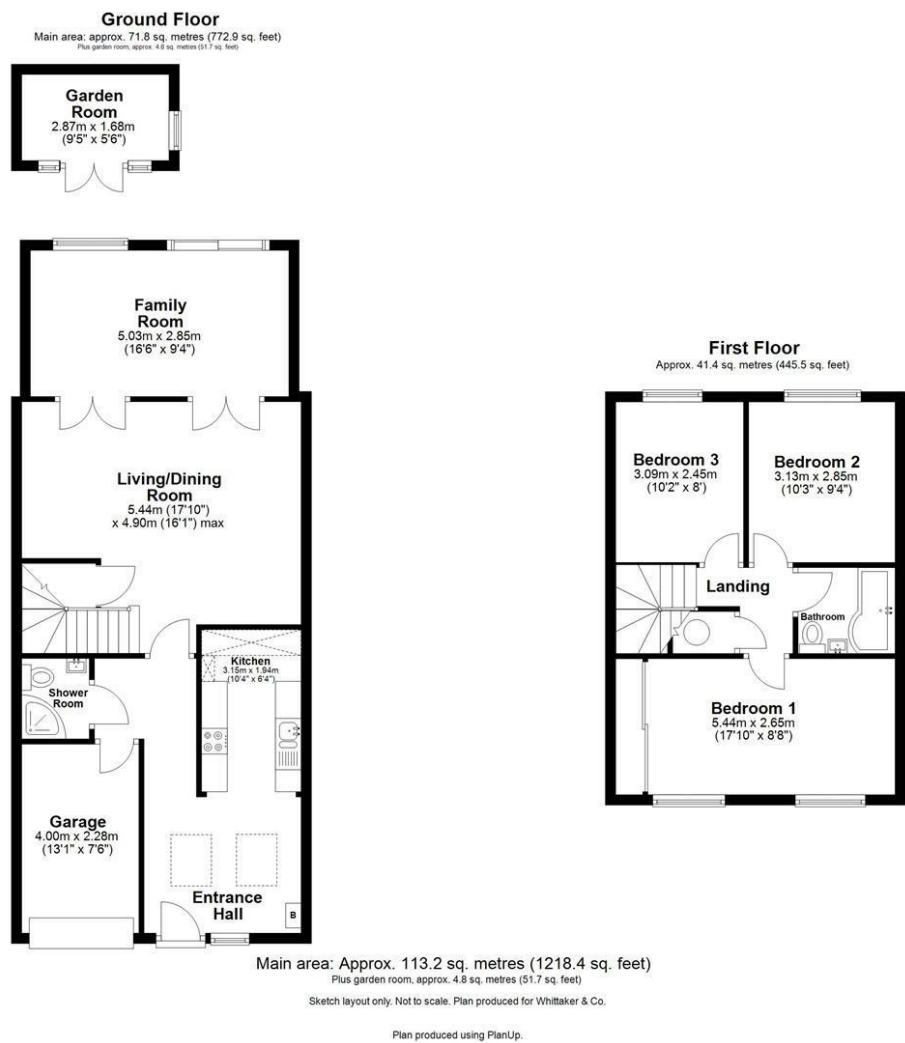 Ground Floor
Main area: approx. 71.8 sq. metres (772.9 sq. feet)
Plus garden room, approx. 4.8 sq. metres (51.7 sq. feet)
Garden
Room
2.87m x 1.68m
(9'5" x 5'6")
Family
Room
5.03m x 2.85m
(16'6" x 9'4")
Living/Dining
Room
5.44m (17'10")
x 4.90m (16'1") max
Kitchen
3.15m x 1.94m
(10'4" x 6'4")
Shower
Room
Garage
4.00m x 2.28m
(13'1" x 7'6")
Entrance
Hall
B
First Floor
Approx. 41.4 sq. metres (445.5 sq. feet)
Bedroom 3
3.09m x 2.45m
(10'2" x 8')
Bedroom 2
3.13m x 2.85m
(10'3" x 9'4")
Landing
Bathroom
Bedroom 1
5.44m x 2.65m
(17'10" x 8'8")
Main area: Approx. 113.2 sq. metres (1218.4 sq. feet)
Plus garden room, approx. 4.8 sq. metres (51.7 sq. feet)
Sketch layout only. Not to scale. Plan produced for Whittaker & Co.
Plan produced using PlanUp.